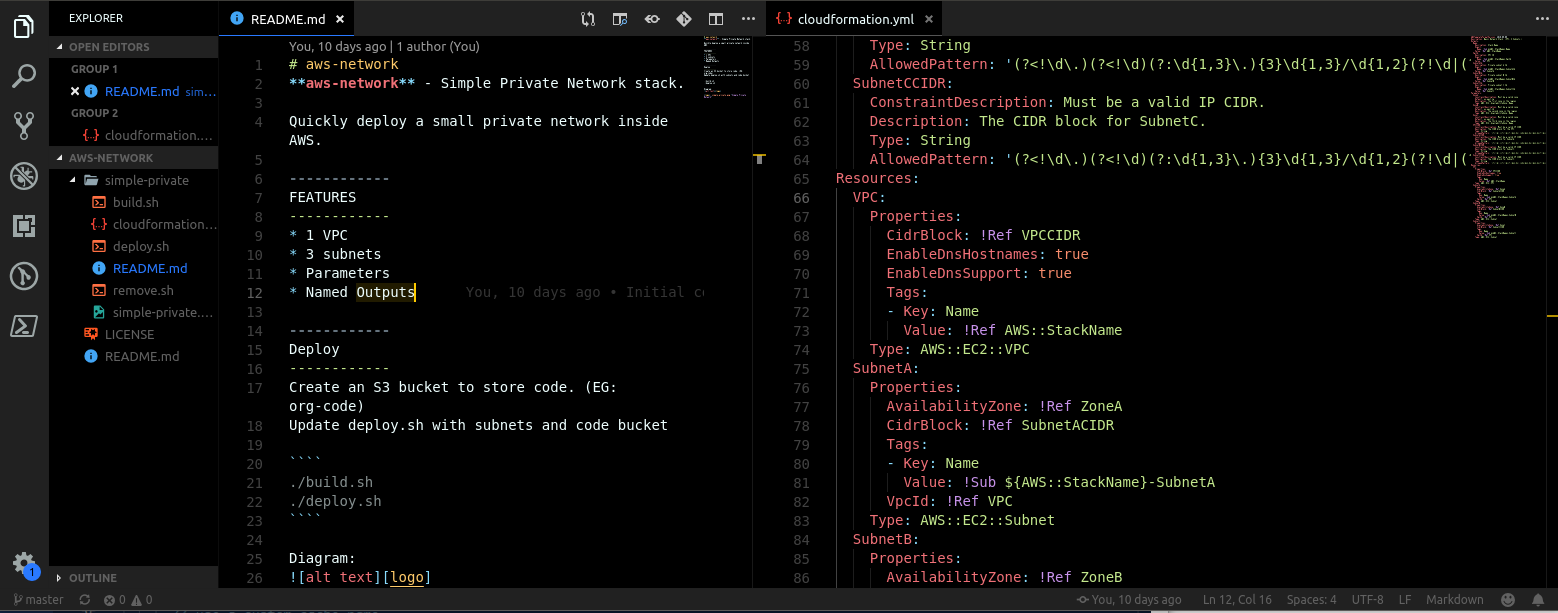 EXPLORER
OPEN EDITORS
GROUP 1
README.md sim...
GROUP 2
{..} cloudformation....
AWS-NETWORK
simple-private
build.sh
{..} cloudformation...
deploy.sh
README.md
remove.sh
simple-private....
LICENSE
README.md
OUTLINE
1
README.md
You, 10 days ago | 1 author (You)
1 # aws-network
2 **aws-network** - Simple Private Network stack.
3
4 Quickly deploy a small private network inside
AWS.
5
6 ------------
7 FEATURES
8 ------------
9 * 1 VPC
10 * 3 subnets
11 * Parameters
12 * Named Outputs You, 10 days ago • Initial co
13
14 ------------
15 Deploy
16 ------------
17 Create an S3 bucket to store code. (EG:
org-code)
18 Update deploy.sh with subnets and code bucket
19
20 ````
21 ./build.sh
22 ./deploy.sh
23 ````
24
25 Diagram:
26 ![alt text][logo]
{..} cloudformation.yml
58 Type: String
59 AllowedPattern: '(?<!\d\.)(?<!\d)(?:\d{1,3}\.){3}\d{1,3}/\d{1,2}(?!\d|(
60 SubnetCCIDR:
61 ConstraintDescription: Must be a valid IP CIDR.
62 Description: The CIDR block for SubnetC.
63 Type: String
64 AllowedPattern: '(?<!\d\.)(?<!\d)(?:\d{1,3}\.){3}\d{1,3}/\d{1,2}(?!\d|(
65 Resources:
66 VPC:
67 Properties:
68 CidrBlock: !Ref VPCCIDR
69 EnableDnsHostnames: true
70 EnableDnsSupport: true
71 Tags:
72 - Key: Name
73 Value: !Ref AWS::StackName
74 Type: AWS::EC2::VPC
75 SubnetA:
76 Properties:
77 AvailabilityZone: !Ref ZoneA
78 CidrBlock: !Ref SubnetACIDR
79 Tags:
80 - Key: Name
81 Value: !Sub ${AWS::StackName}-SubnetA
82 VpcId: !Ref VPC
83 Type: AWS::EC2::Subnet
84 SubnetB:
85 Properties:
86 AvailabilityZone: !Ref ZoneB
master 0 0 You, 10 days ago Ln 12, Col 16 Spaces: 4 UTF-8 LF Markdown